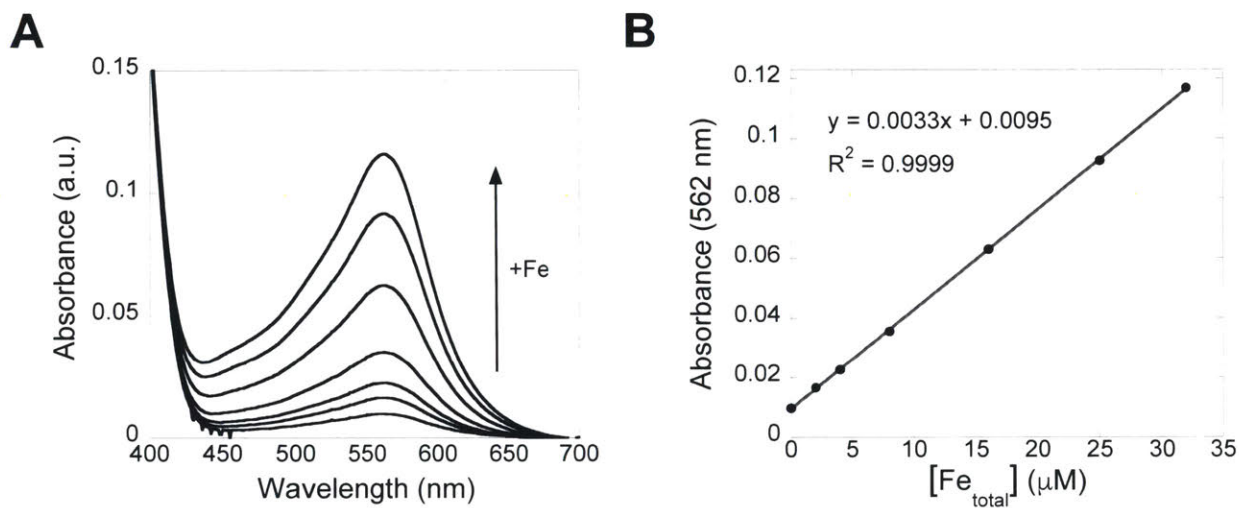 A
0.15
0.1
0.05
0
400 450 500 550 600 650 700
Absorbance (a.u.)
Wavelength (nm)
+Fe
B
0.12
0.1
0.08
0.06
0.04
0.02
0
0 5 10 15 20 25 30 35
Absorbance (562 nm)
[Fe_total] (μM)
y = 0.0033x + 0.0095
R² = 0.9999